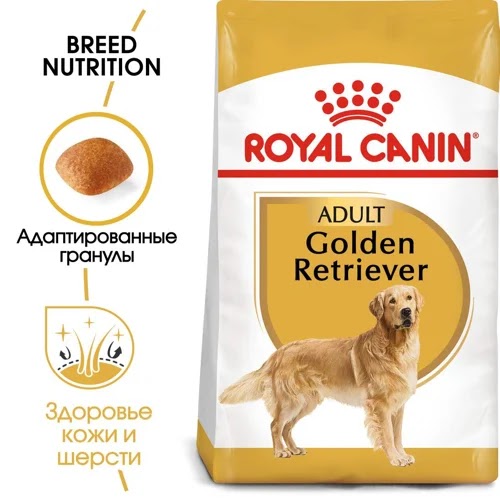 BREED
NUTRITION
Адаптированные
гранулы
Здоровье
кожи и
шерсти
ROYAL CANIN
ADULT
Golden
Retriever